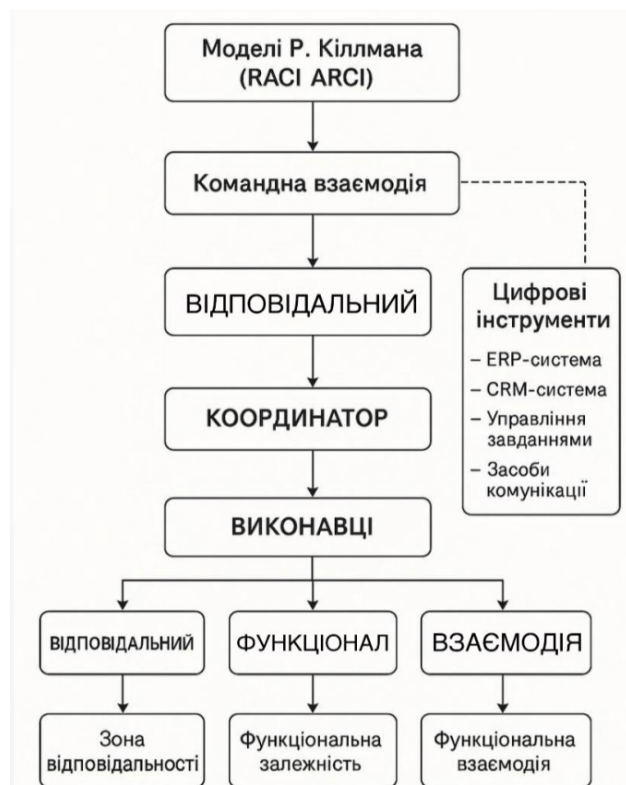 Моделі Р. Кіллмана
(RACI ARCI)
Командна взаємодія
ВІДПОВІДАЛЬНИЙ
Цифрові
інструменти
– ERP-система
– CRM-система
– Управління
завданнями
– Засоби
комунікації
КООРДИНАТОР
ВИКОНАВЦІ
ВІДПОВІДАЛЬНИЙ
ФУНКЦІОНАЛ
ВЗАЄМОДІЯ
Зона
відповідальності
Функціональна
залежність
Функціональна
взаємодія